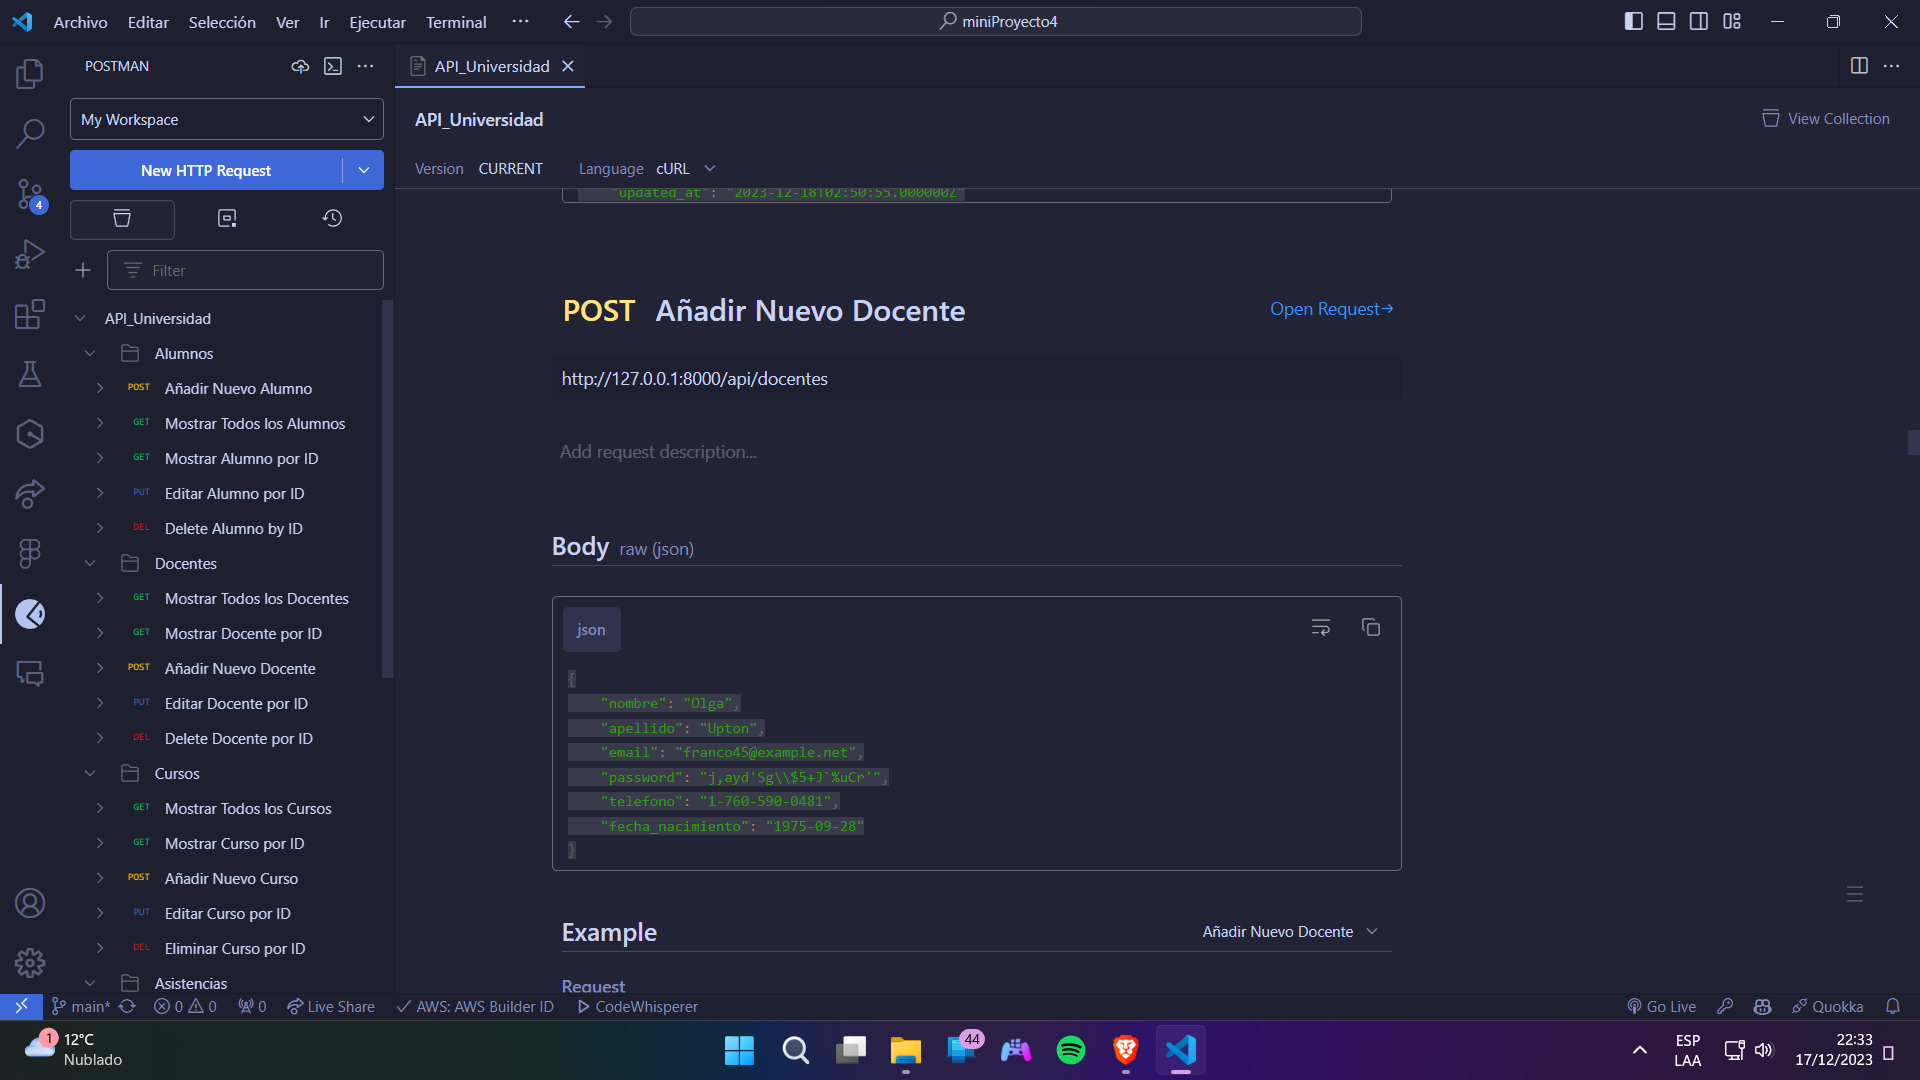 Archivo Editar Selección Ver Ir Ejecutar Terminal ··· miniProyecto4
POSTMAN
My Workspace
New HTTP Request
Filter
API_Universidad
Alumnos
POST Añadir Nuevo Alumno
GET Mostrar Todos los Alumnos
GET Mostrar Alumno por ID
PUT Editar Alumno por ID
DEL Delete Alumno by ID
Docentes
GET Mostrar Todos los Docentes
GET Mostrar Docente por ID
POST Añadir Nuevo Docente
PUT Editar Docente por ID
DEL Delete Docente por ID
Cursos
GET Mostrar Todos los Cursos
GET Mostrar Curso por ID
POST Añadir Nuevo Curso
PUT Editar Curso por ID
DEL Eliminar Curso por ID
Asistencias
4
API_Universidad
API_Universidad
View Collection
Version CURRENT Language cURL
"updated_at": "2023-12-18T02:50:55.000000Z"
POST Añadir Nuevo Docente
Open Request→
http://127.0.0.1:8000/api/docentes
Add request description...
Body raw (json)
json
{
"nombre": "Olga",
"apellido": "Upton",
"email": "franco45@example.net",
"password": "j,ayd'Sg\\$5+J`%uCr'",
"telefono": "1-760-590-0481",
"fecha_nacimiento": "1975-09-28"
}
Example
Añadir Nuevo Docente
Request
main* 0 0 0 Live Share AWS: AWS Builder ID CodeWhisperer Go Live Quokka
1 12°C
Nublado
44
ESP
LAA
22:33
17/12/2023